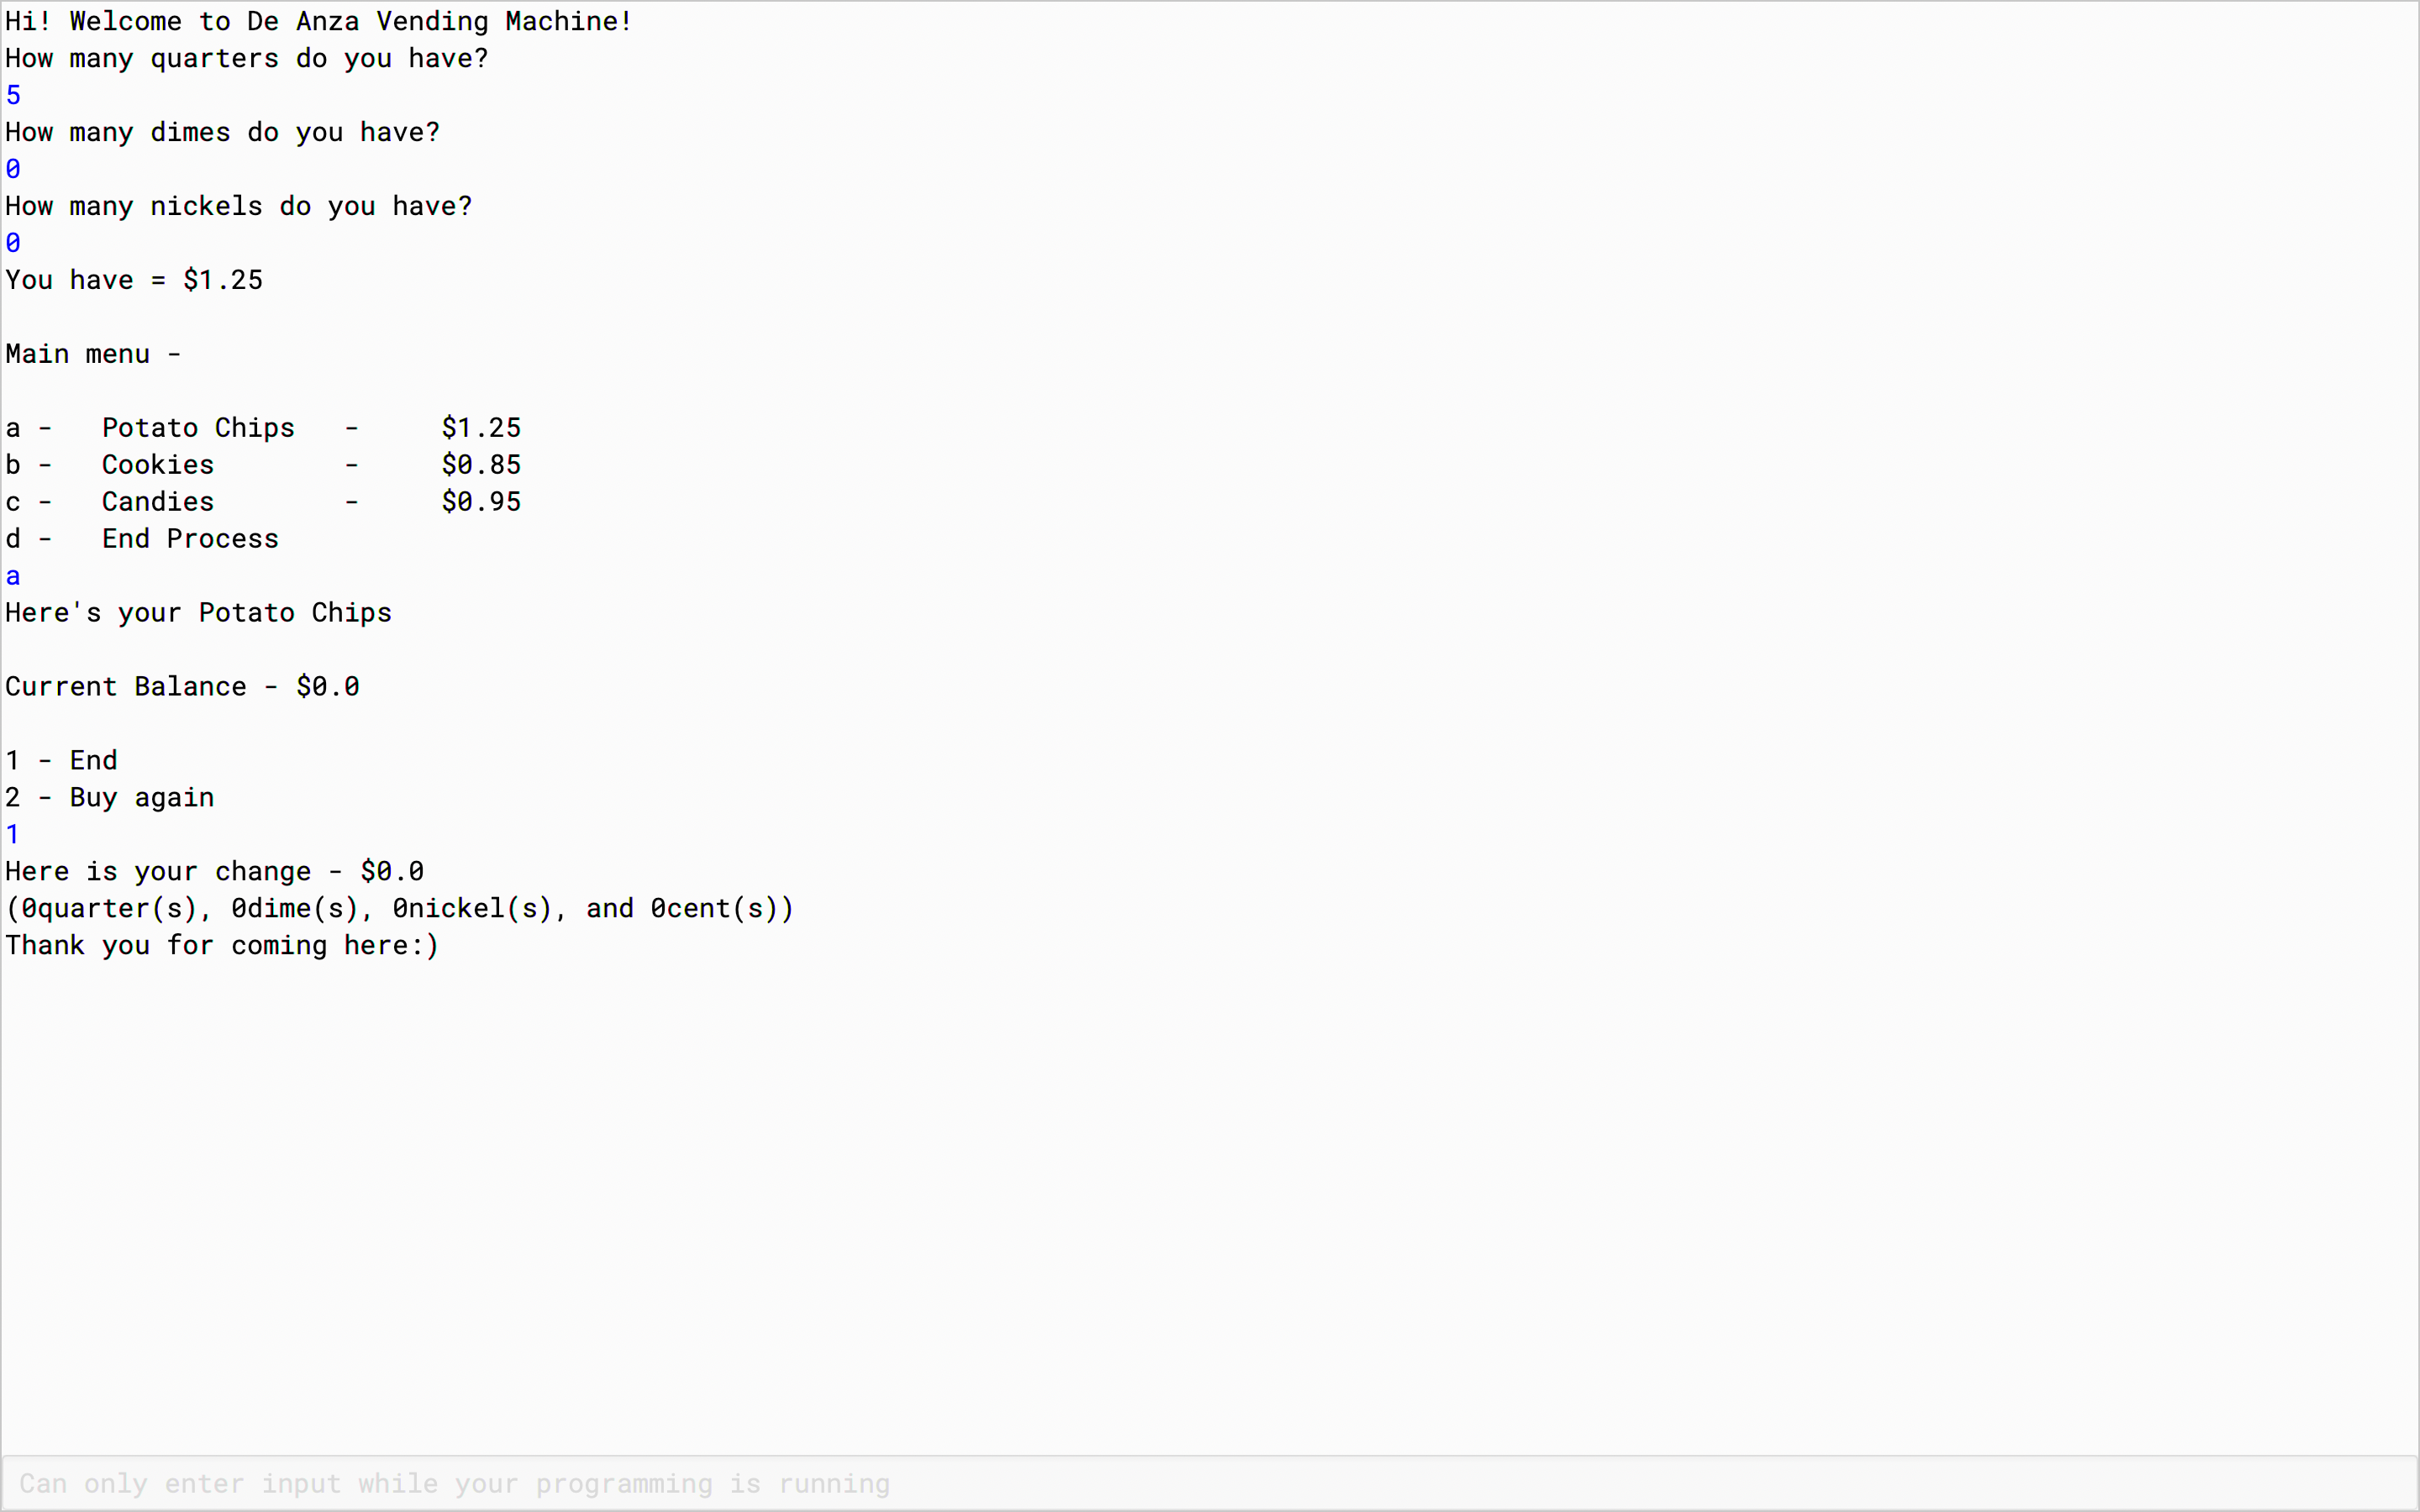 Hi! Welcome to De Anza Vending Machine!
How many quarters do you have?
5
How many dimes do you have?
0
How many nickels do you have?
0
You have = $1.25
Main menu -
a -   Potato Chips   -     $1.25
b -   Cookies        -     $0.85
c -   Candies        -     $0.95
d -   End Process
a
Here's your Potato Chips
Current Balance - $0.0
1 - End
2 - Buy again
1
Here is your change - $0.0
(0quarter(s), 0dime(s), 0nickel(s), and 0cent(s))
Thank you for coming here:)
Can only enter input while your programming is running